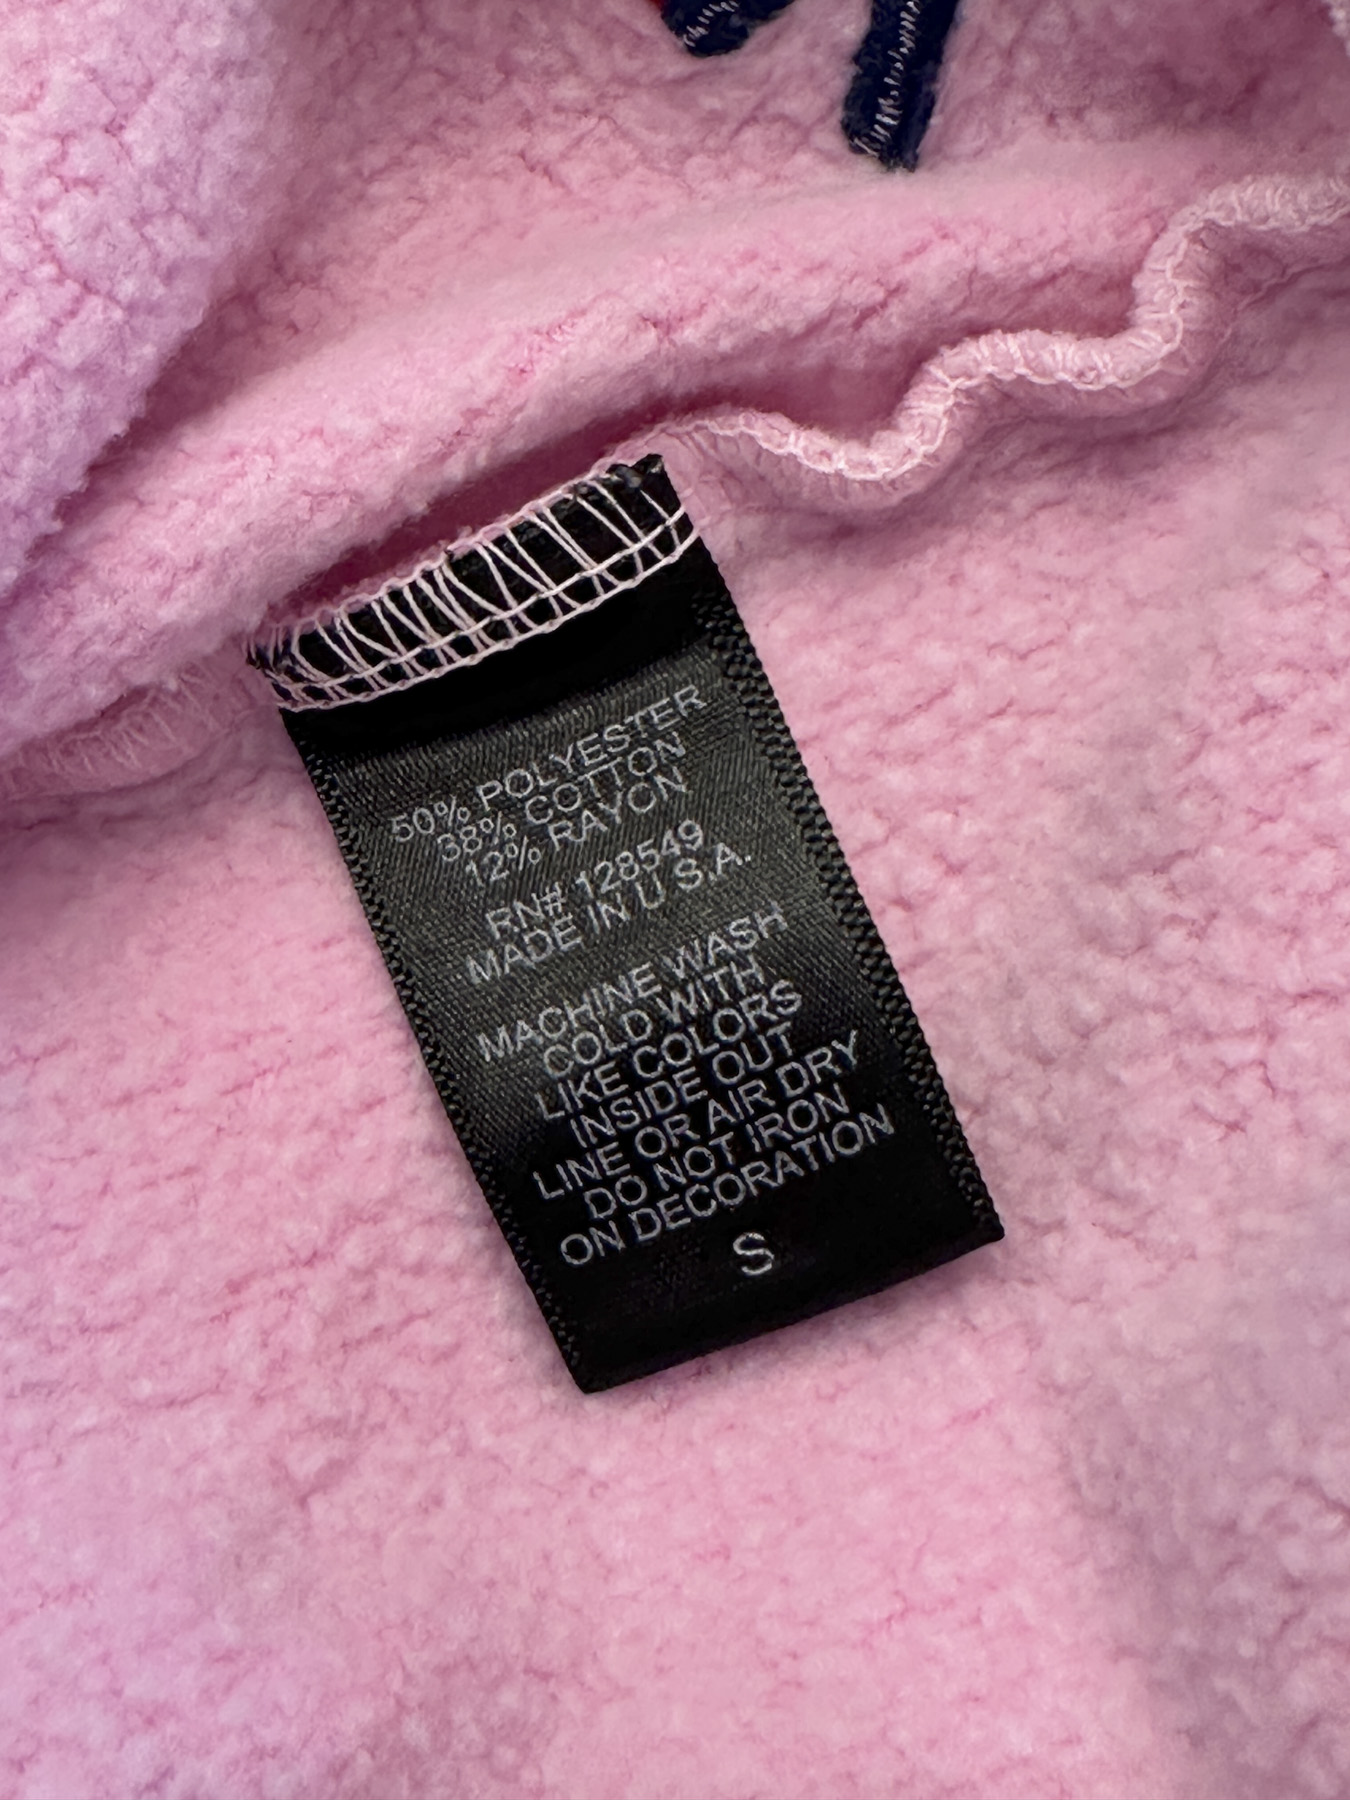 50% POLYESTER
38% COTTON
12% RAYON
RN# 128549
MADE IN U.S.A.
MACHINE WASH
COLD WITH
LIKE COLORS
INSIDE OUT
LINE OR AIR DRY
DO NOT IRON
ON DECORATION
S